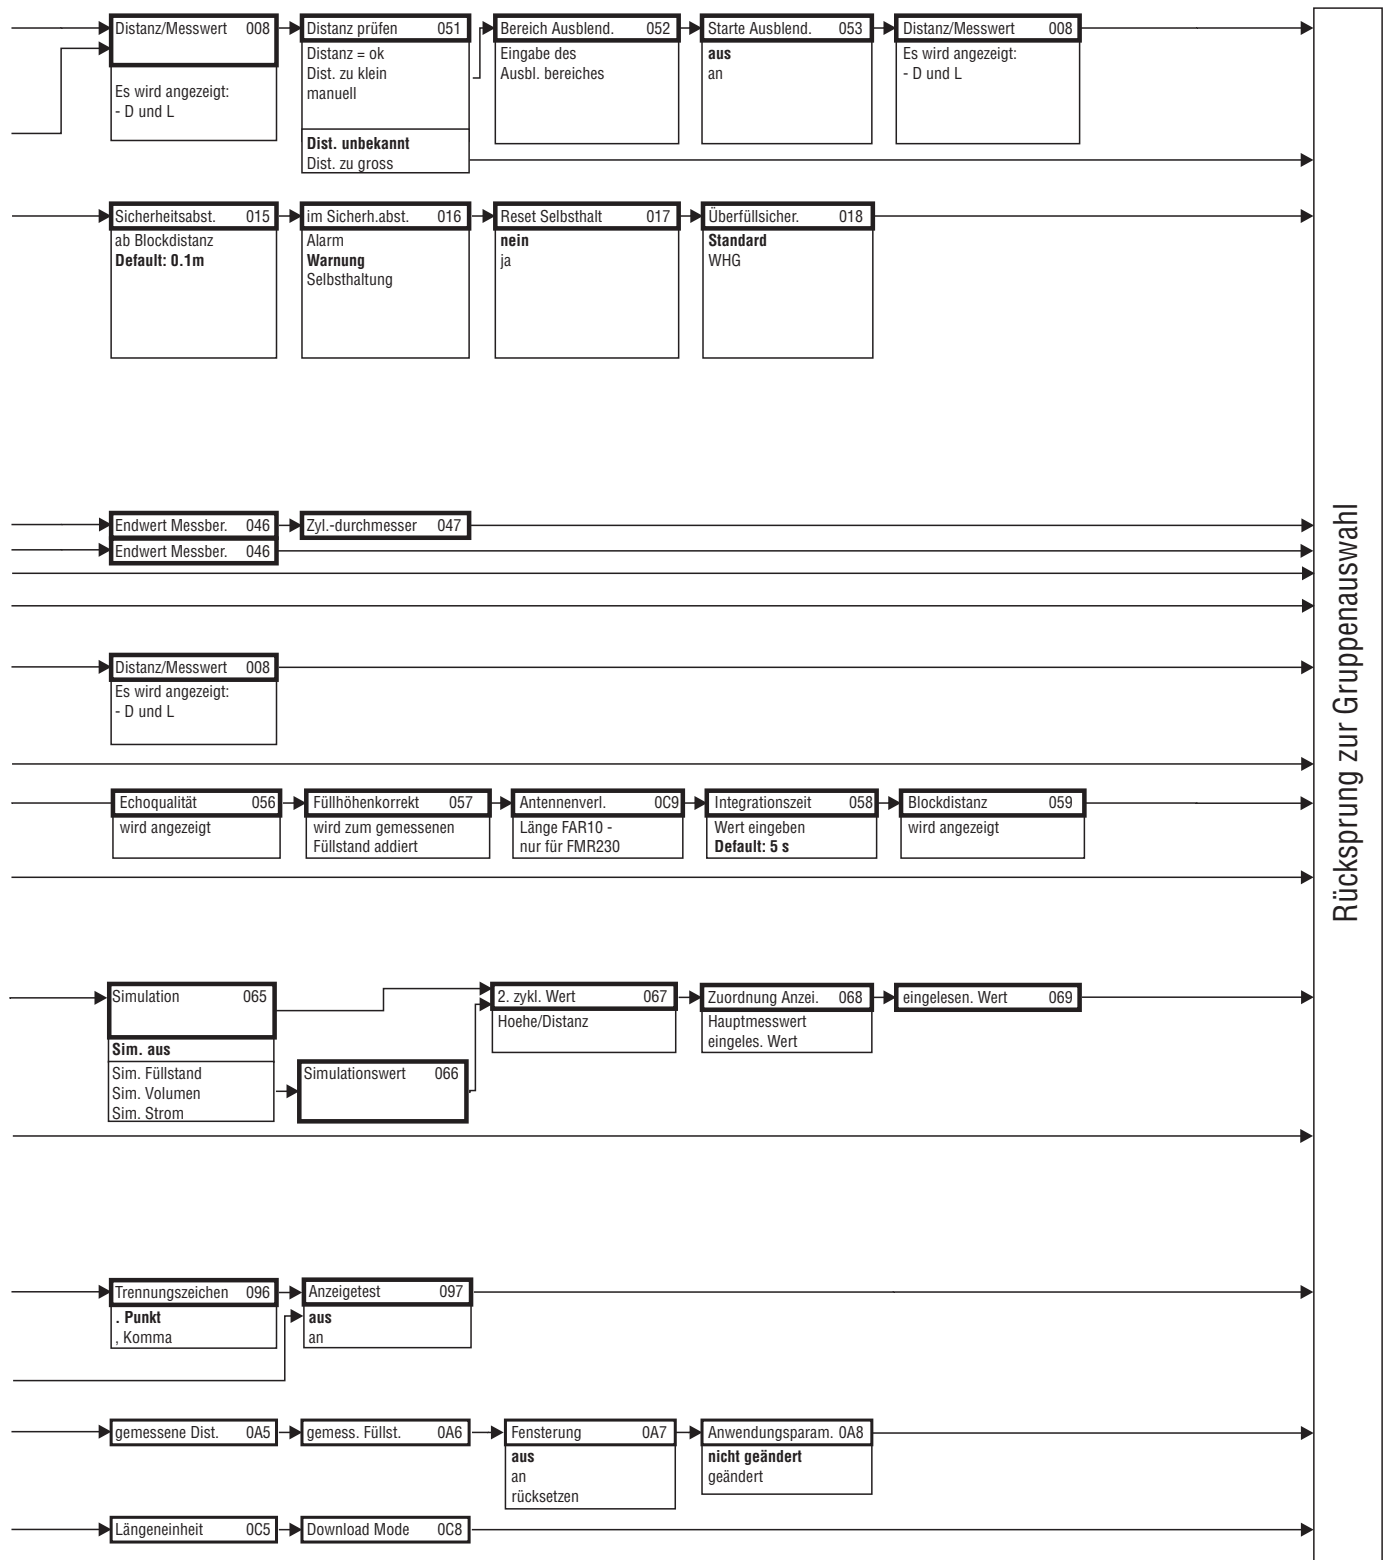 Distanz/Messwert 008
Es wird angezeigt:
- D und L
Distanz prüfen 051
Distanz = ok
Dist. zu klein
manuell
Dist. unbekannt
Dist. zu gross
Bereich Ausblend. 052
Eingabe des
Ausbl. bereiches
Starte Ausblend. 053
aus
an
Distanz/Messwert 008
Es wird angezeigt:
- D und L
Sicherheitsabst. 015
ab Blockdistanz
Default: 0.1m
im Sicherh.abst. 016
Alarm
Warnung
Selbsthaltung
Reset Selbsthalt 017
nein
ja
Überfüllsicher. 018
Standard
WHG
Endwert Messber. 046
Zyl.-durchmesser 047
Endwert Messber. 046
Distanz/Messwert 008
Es wird angezeigt:
- D und L
Echoqualität 056
wird angezeigt
Füllhöhenkorrekt 057
wird zum gemessenen
Füllstand addiert
Antennenverl. 0C9
Länge FAR10 -
nur für FMR230
Integrationszeit 058
Wert eingeben
Default: 5 s
Blockdistanz 059
wird angezeigt
Simulation 065
Sim. aus
Sim. Füllstand
Sim. Volumen
Sim. Strom
Simulationswert 066
2. zykl. Wert 067
Hoehe/Distanz
Zuordnung Anzei. 068
Hauptmesswert
eingeles. Wert
eingelesen. Wert 069
Trennungszeichen 096
. Punkt
, Komma
Anzeigetest 097
aus
an
gemessene Dist. 0A5
gemess. Füllst. 0A6
Fensterung 0A7
aus
an
rücksetzen
Anwendungsparam. 0A8
nicht geändert
geändert
Längeneinheit 0C5
Download Mode 0C8
Rücksprung zur Gruppenauswahl